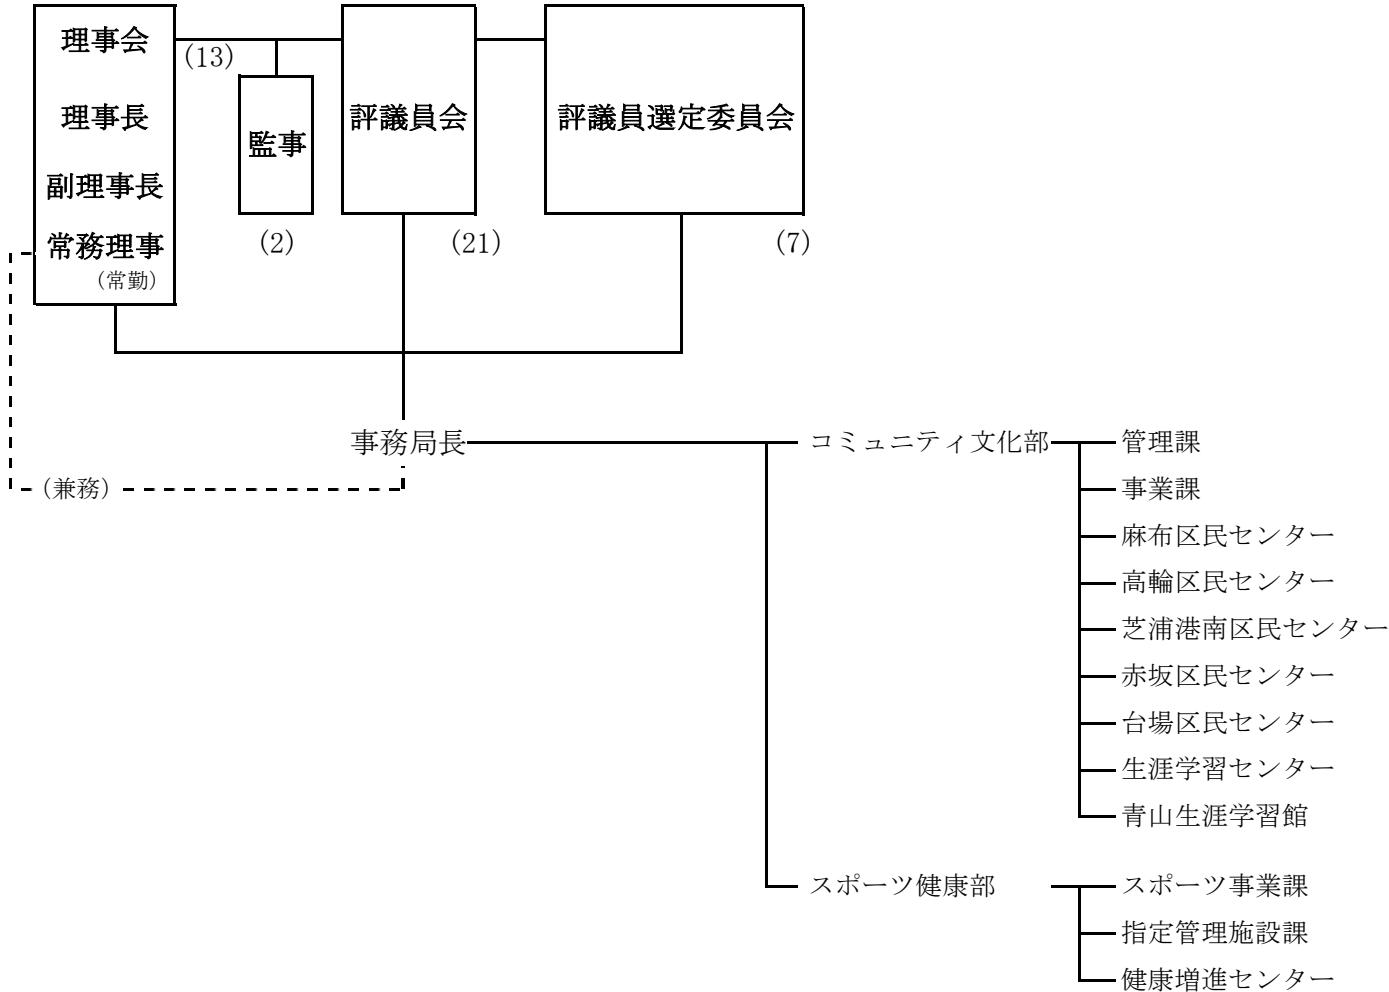 理事会
(13)
理事長
副理事長
常務理事
(常勤)
監事
(2)
評議員会
(21)
評議員選定委員会
(7)
事務局長
(兼務)
コミュニティ文化部
管理課
事業課
麻布区民センター
高輪区民センター
芝浦港南区民センター
赤坂区民センター
台場区民センター
生涯学習センター
青山生涯学習館
スポーツ健康部
スポーツ事業課
指定管理施設課
健康増進センター